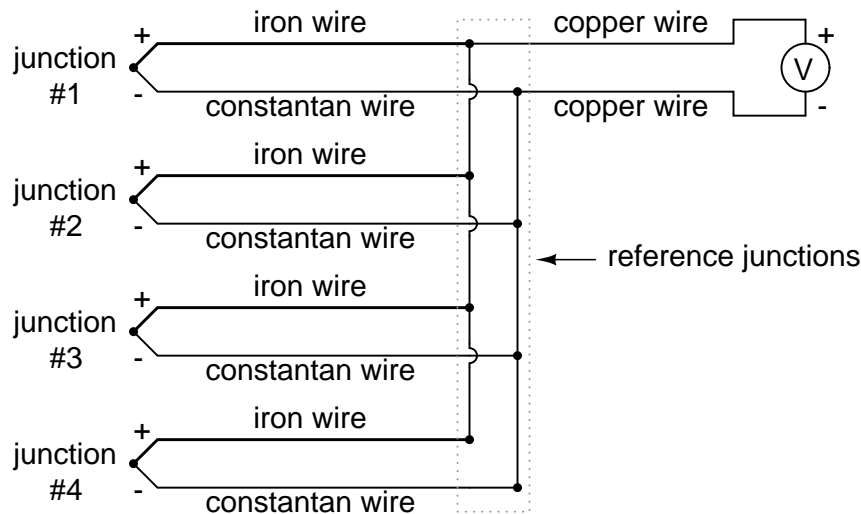 + iron wire copper wire +
junction #1 V
- constantan wire copper wire -
+ iron wire
junction #2
- constantan wire
reference junctions
+ iron wire
junction #3
- constantan wire
+ iron wire
junction #4
- constantan wire